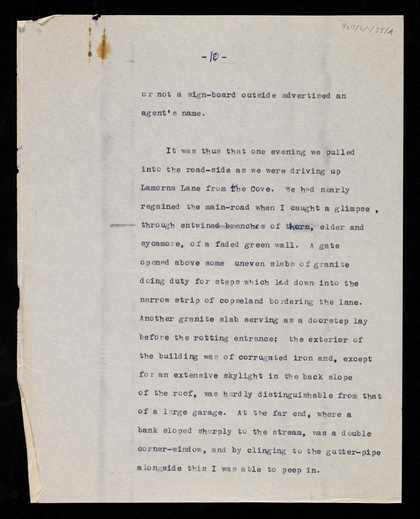 -10-
or not a sign-board outside advertised an
agent's name.
It was thus that one evening we pulled
into the road-side as we were driving up
Lamorna Lane from the Cove. We had nearly
regained the main-road when I caught a glimpse ,
through entwined branches of thorn, elder and
sycamore, of a faded green wall. A gate
opened above some uneven slabs of granite
doing duty for steps which led down into the
narrow strip of copseland bordering the lane.
Another granite slab serving as a doorstep lay
before the rotting entrance; the exterior of
the building was of corrugated iron and, except
for an extensive skylight in the back slope
of the roof, was hardly distinguishable from that
of a large garage. At the far end, where a
bank sloped sharply to the stream, was a double
corner-window, and by clinging to the gutter-pipe
alongside this I was able to peep in.